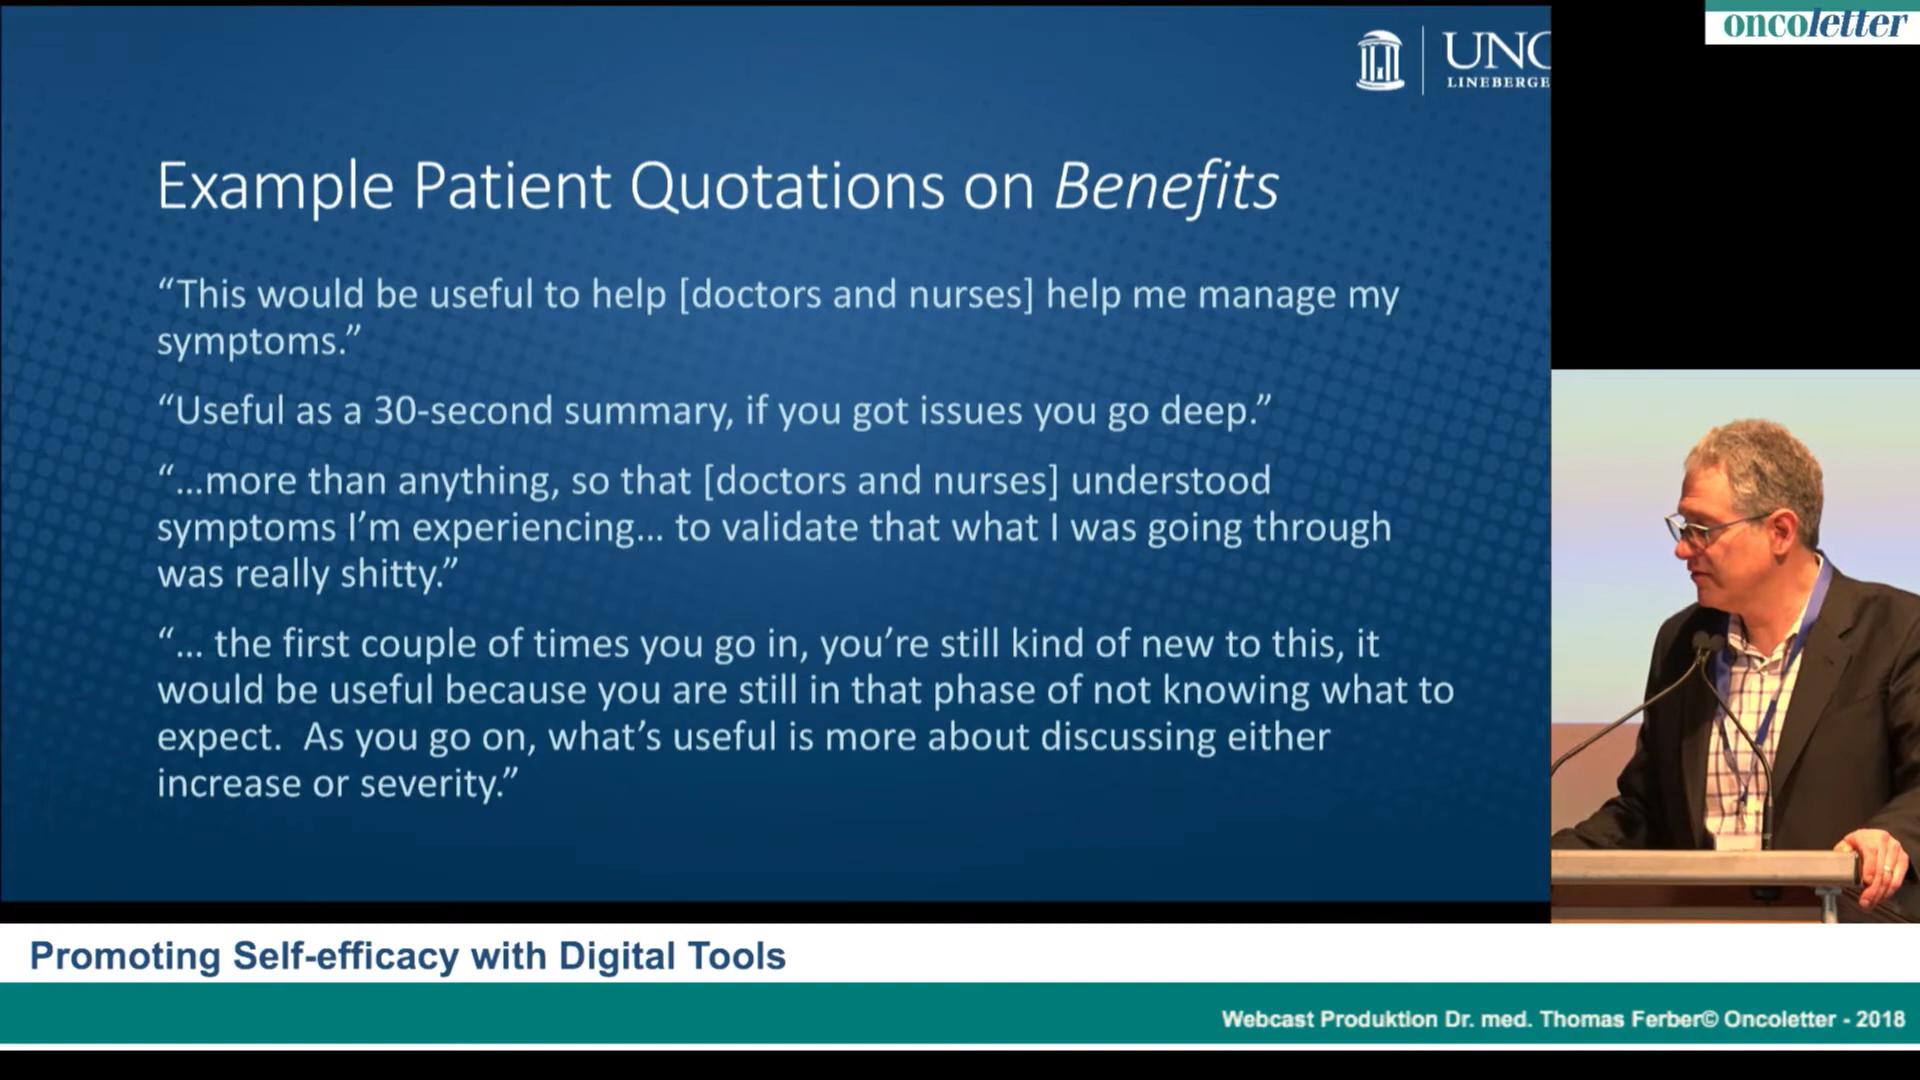 oncoletter
UNC
LINEBERGE
Example Patient Quotations on Benefits
“This would be useful to help [doctors and nurses] help me manage my
symptoms.”
“Useful as a 30-second summary, if you got issues you go deep.”
“...more than anything, so that [doctors and nurses] understood
symptoms I’m experiencing... to validate that what I was going through
was really shitty.”
“... the first couple of times you go in, you’re still kind of new to this, it
would be useful because you are still in that phase of not knowing what to
expect.  As you go on, what’s useful is more about discussing either
increase or severity.”
Promoting Self-efficacy with Digital Tools
Webcast Produktion Dr. med. Thomas Ferber© Oncoletter - 2018